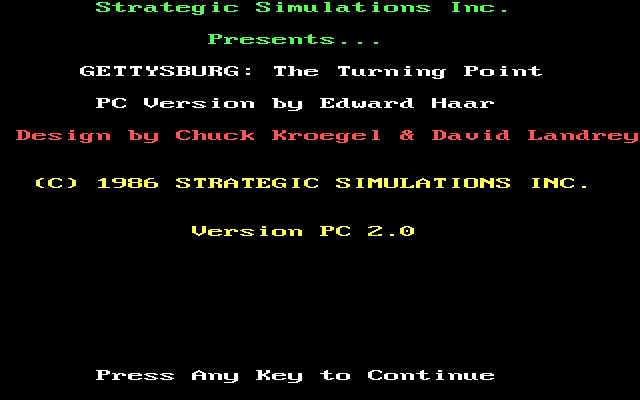 Strategic Simulations Inc.
Presents...
GETTYSBURG: The Turning Point
PC Version by Edward Haar
Design by Chuck Kroegel & David Landrey
(C) 1986 STRATEGIC SIMULATIONS INC.
Version PC 2.0
Press Any Key to Continue